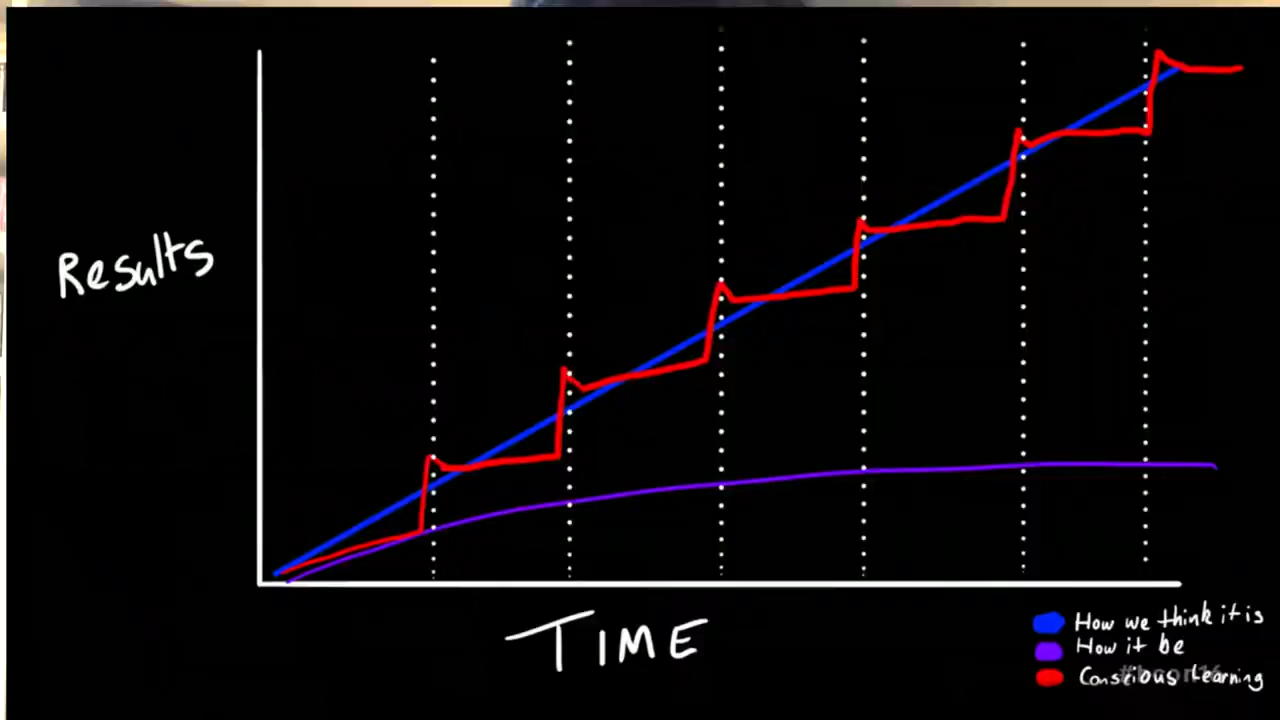 Results
TIME
How we think it is
How it be
Conscious Learning